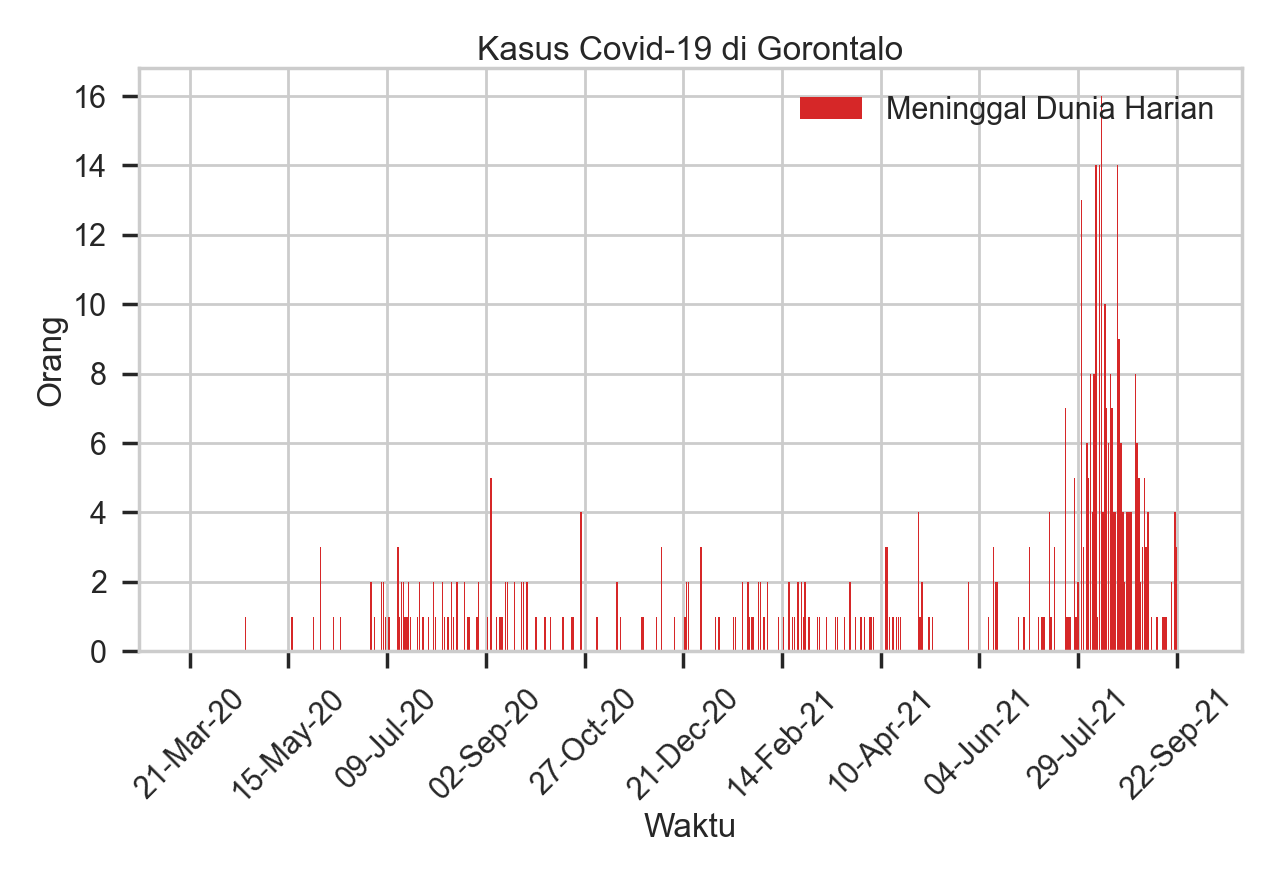 Kasus Covid-19 di Gorontalo
Meninggal Dunia Harian
Orang
16
14
12
10
8
6
4
2
0
21-Mar-20
15-May-20
09-Jul-20
02-Sep-20
27-Oct-20
21-Dec-20
14-Feb-21
10-Apr-21
04-Jun-21
29-Jul-21
22-Sep-21
Waktu